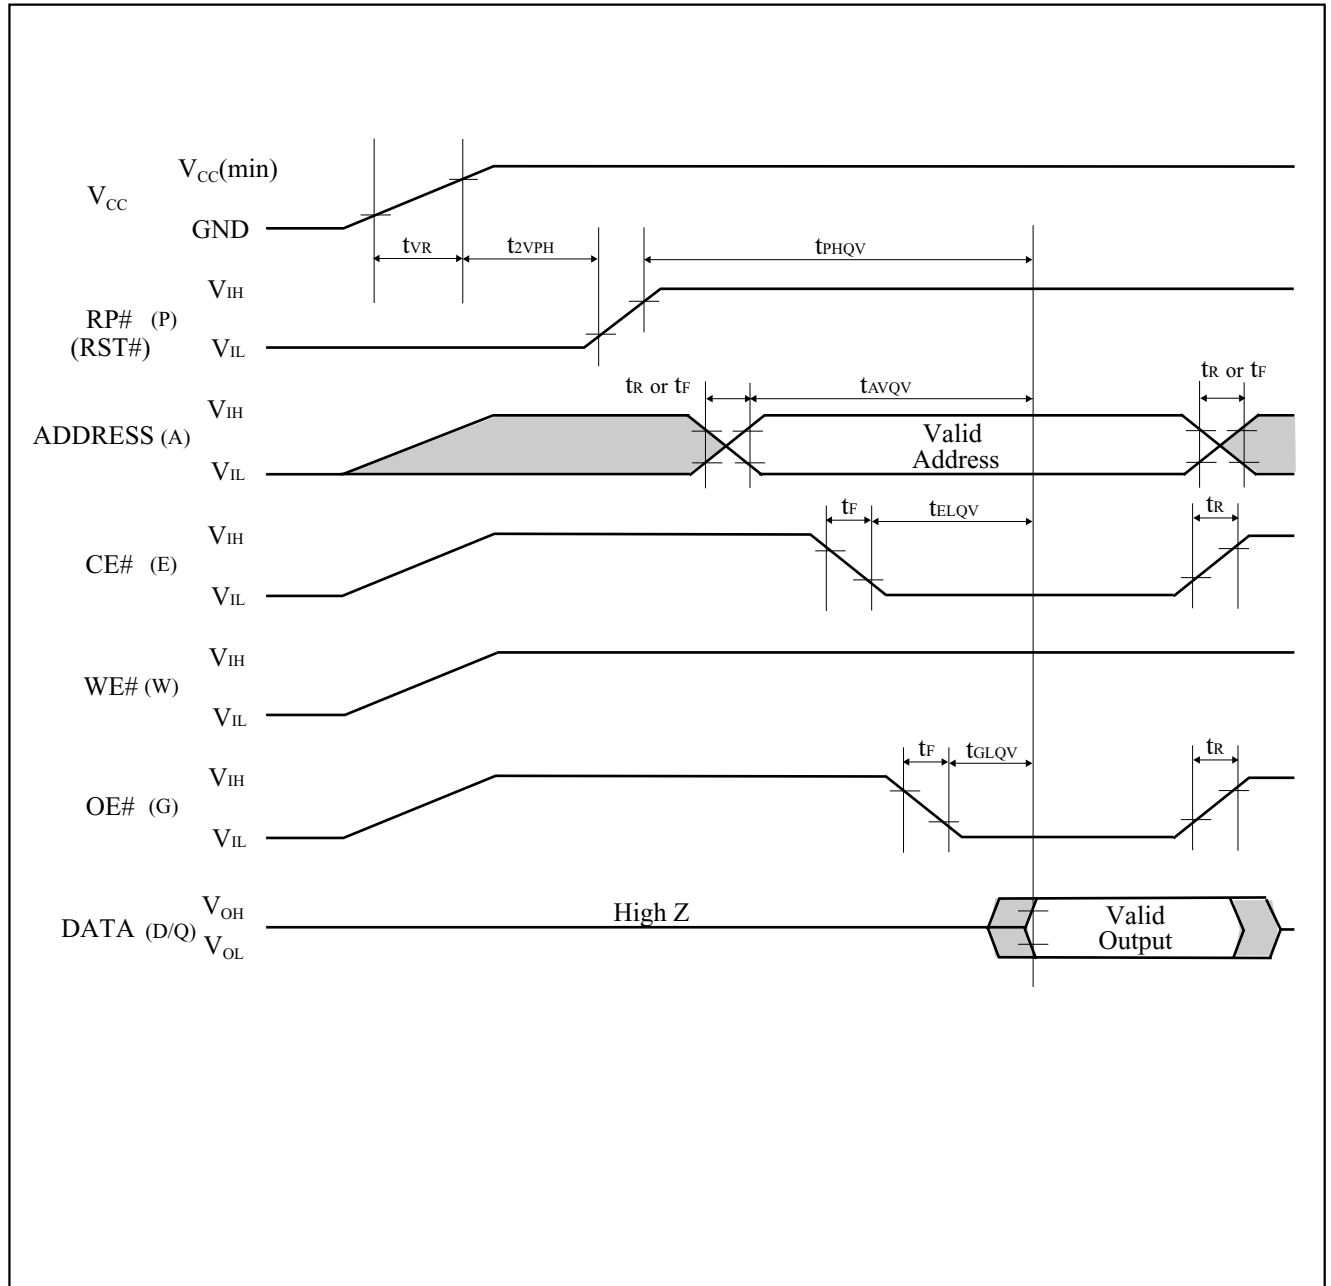 VCC(min)
VCC
GND
tVR
t2VPH
tPHQV
VIH
RP# (P)
(RST#)
VIL
tR or tF
tAVQV
tR or tF
VIH
ADDRESS (A)
Valid
Address
VIL
tF
tELQV
tR
VIH
CE# (E)
VIL
VIH
WE# (W)
VIL
tF
tGLQV
tR
VIH
OE# (G)
VIL
VOH
High Z
DATA (D/Q)
Valid
Output
VOL